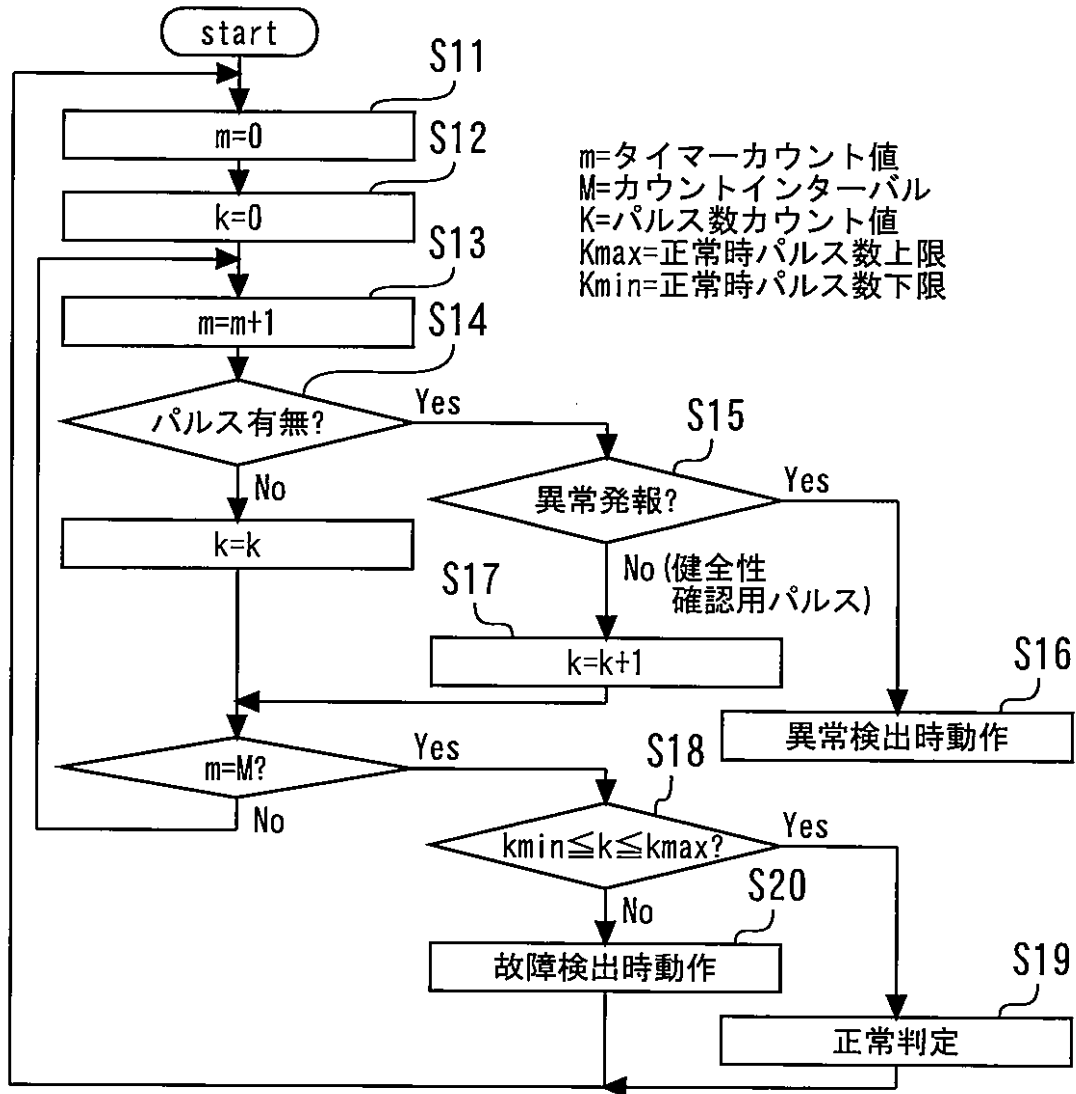 start
S11
m=0
S12
k=0
m=タイマーカウント値
M=カウントインターバル
K=パルス数カウント値
Kmax=正常時パルス数上限
Kmin=正常時パルス数下限
S13
m=m+1
S14
パルス有無?
Yes
No
S15
異常発報?
Yes
k=k
No(健全性
確認用パルス)
S17
k=k+1
S16
異常検出時動作
m=M?
Yes
No
S18
kmin≦k≦kmax?
Yes
No
S20
故障検出時動作
S19
正常判定